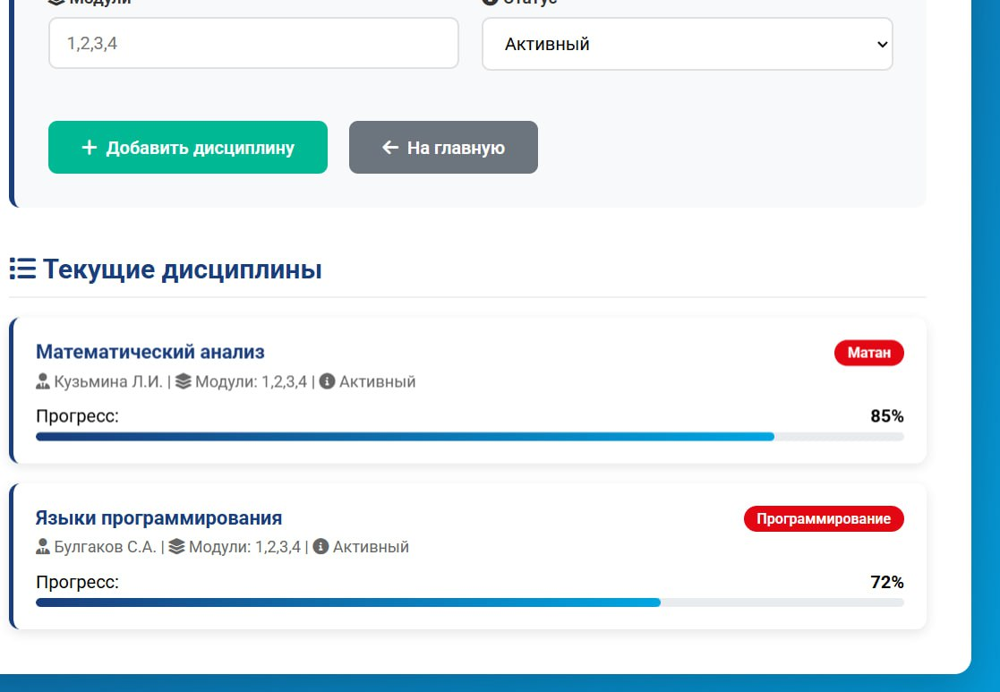 Модули Статус
1,2,3,4 Активный
Добавить дисциплину На главную
Текущие дисциплины
Математический анализ Матан
Кузьмина Л.И. | Модули: 1,2,3,4 | Активный
Прогресс: 85%
Языки программирования Программирование
Булгаков С.А. | Модули: 1,2,3,4 | Активный
Прогресс: 72%